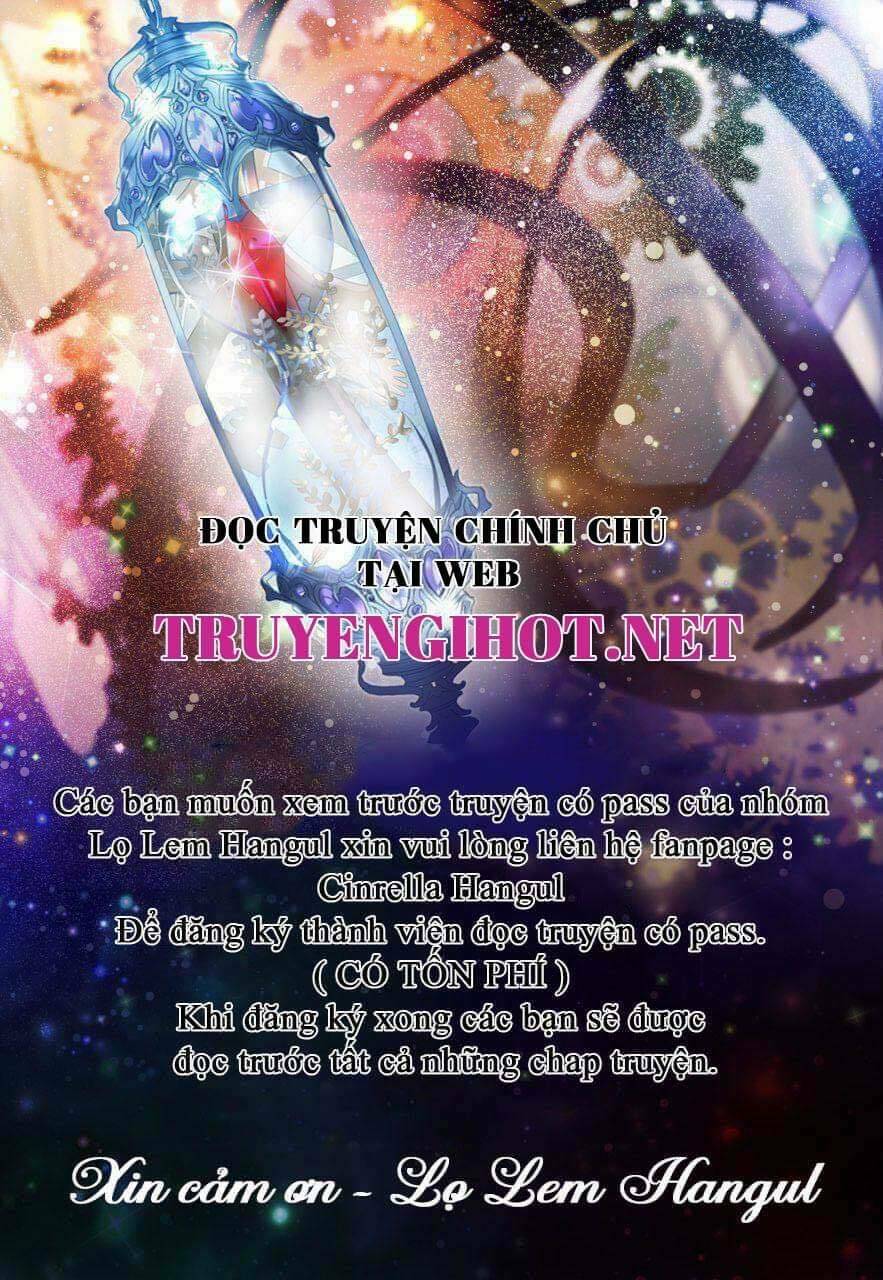 ĐỌC TRUYỆN CHÍNH CHỦ
TẠI WEB
TRUYENGIHOT.NET
Các bạn muốn xem trước truyện có pass của nhóm
Lọ Lem Hangul xin vui lòng liên hệ fanpage :
Cinrella Hangul
Để đăng ký thành viên đọc truyện có pass.
( CÓ TỐN PHÍ )
Khi đăng ký xong các bạn sẽ được
đọc trước tất cả những chap truyện.
Xin cảm ơn - Lọ Lem Hangul